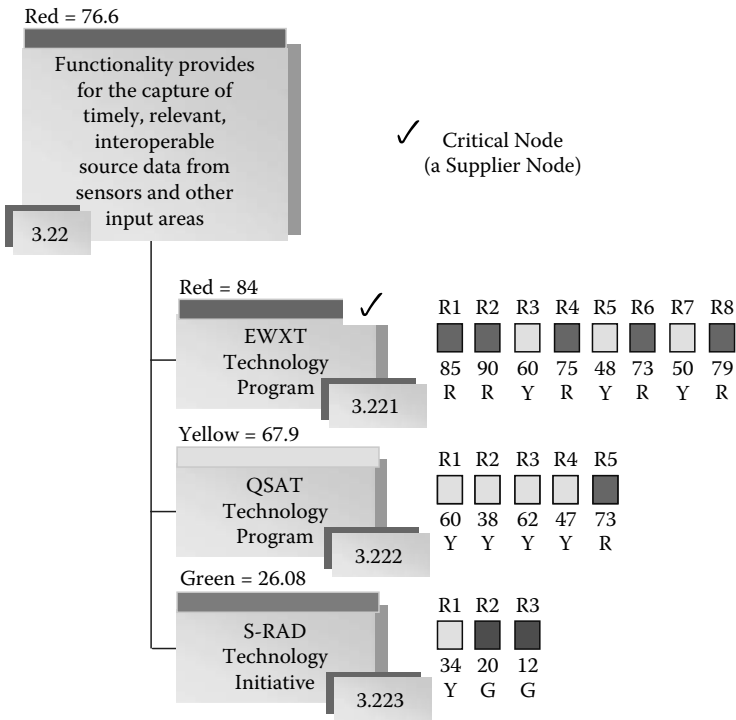 Red = 76.6
Functionality provides
for the capture of
timely, relevant,
interoperable
source data from
sensors and other
input areas
3.22
✓ Critical Node
(a Supplier Node)
Red = 84
✓
EWXT
Technology
Program
3.221
R1 R2 R3 R4 R5 R6 R7 R8
85 90 60 75 48 73 50 79
R R Y R Y R Y R
Yellow = 67.9
QSAT
Technology
Program
3.222
R1 R2 R3 R4 R5
60 38 62 47 73
Y Y Y Y R
Green = 26.08
S-RAD
Technology
Initiative
3.223
R1 R2 R3
34 20 12
Y G G